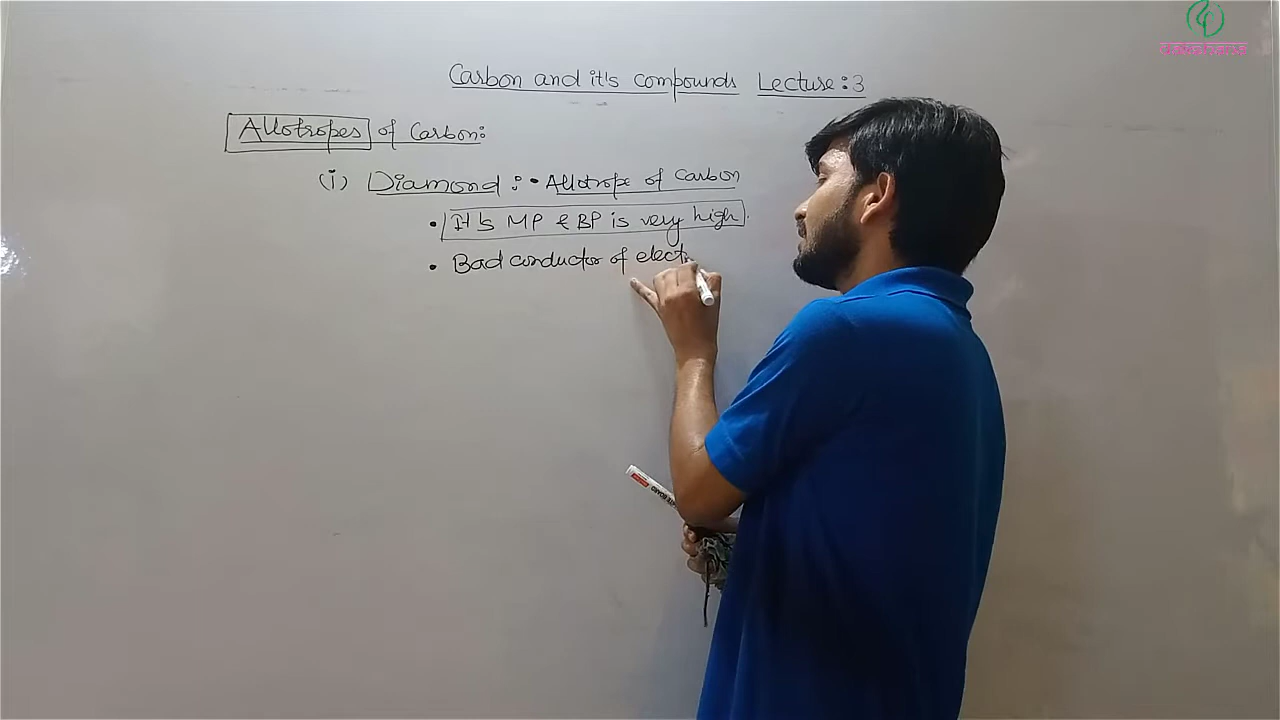 dakshana
Carbon and it's compounds Lecture: 3
Allotropes of Carbon:
(i) Diamond: • Allotrope of Carbon
• It's MP & BP is very high.
• Bad conductor of elect